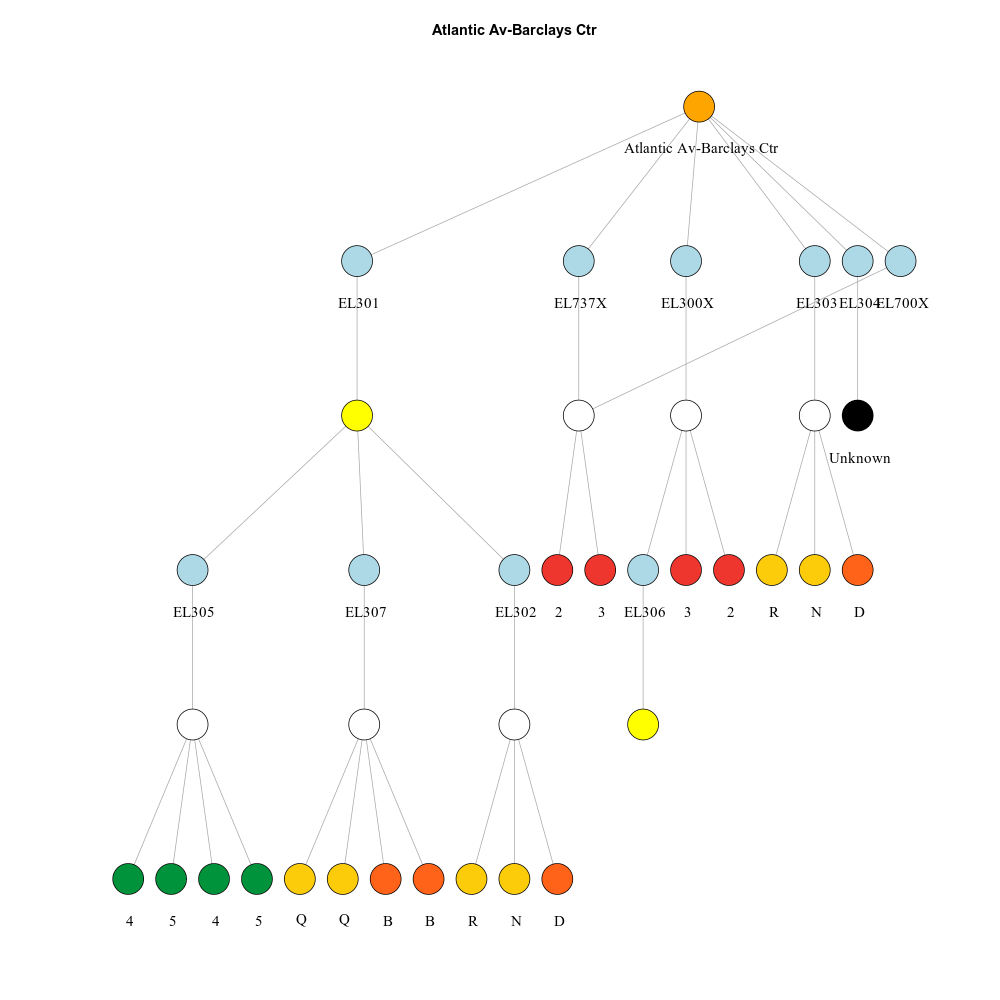 Atlantic Av-Barclays Ctr
Atlantic Av-Barclays Ctr
EL301 EL737X EL300X EL303 EL304 EL700X
Unknown
EL305 EL307 EL302 2 3 EL306 3 2 R N D
4 5 4 5 Q Q B B R N D